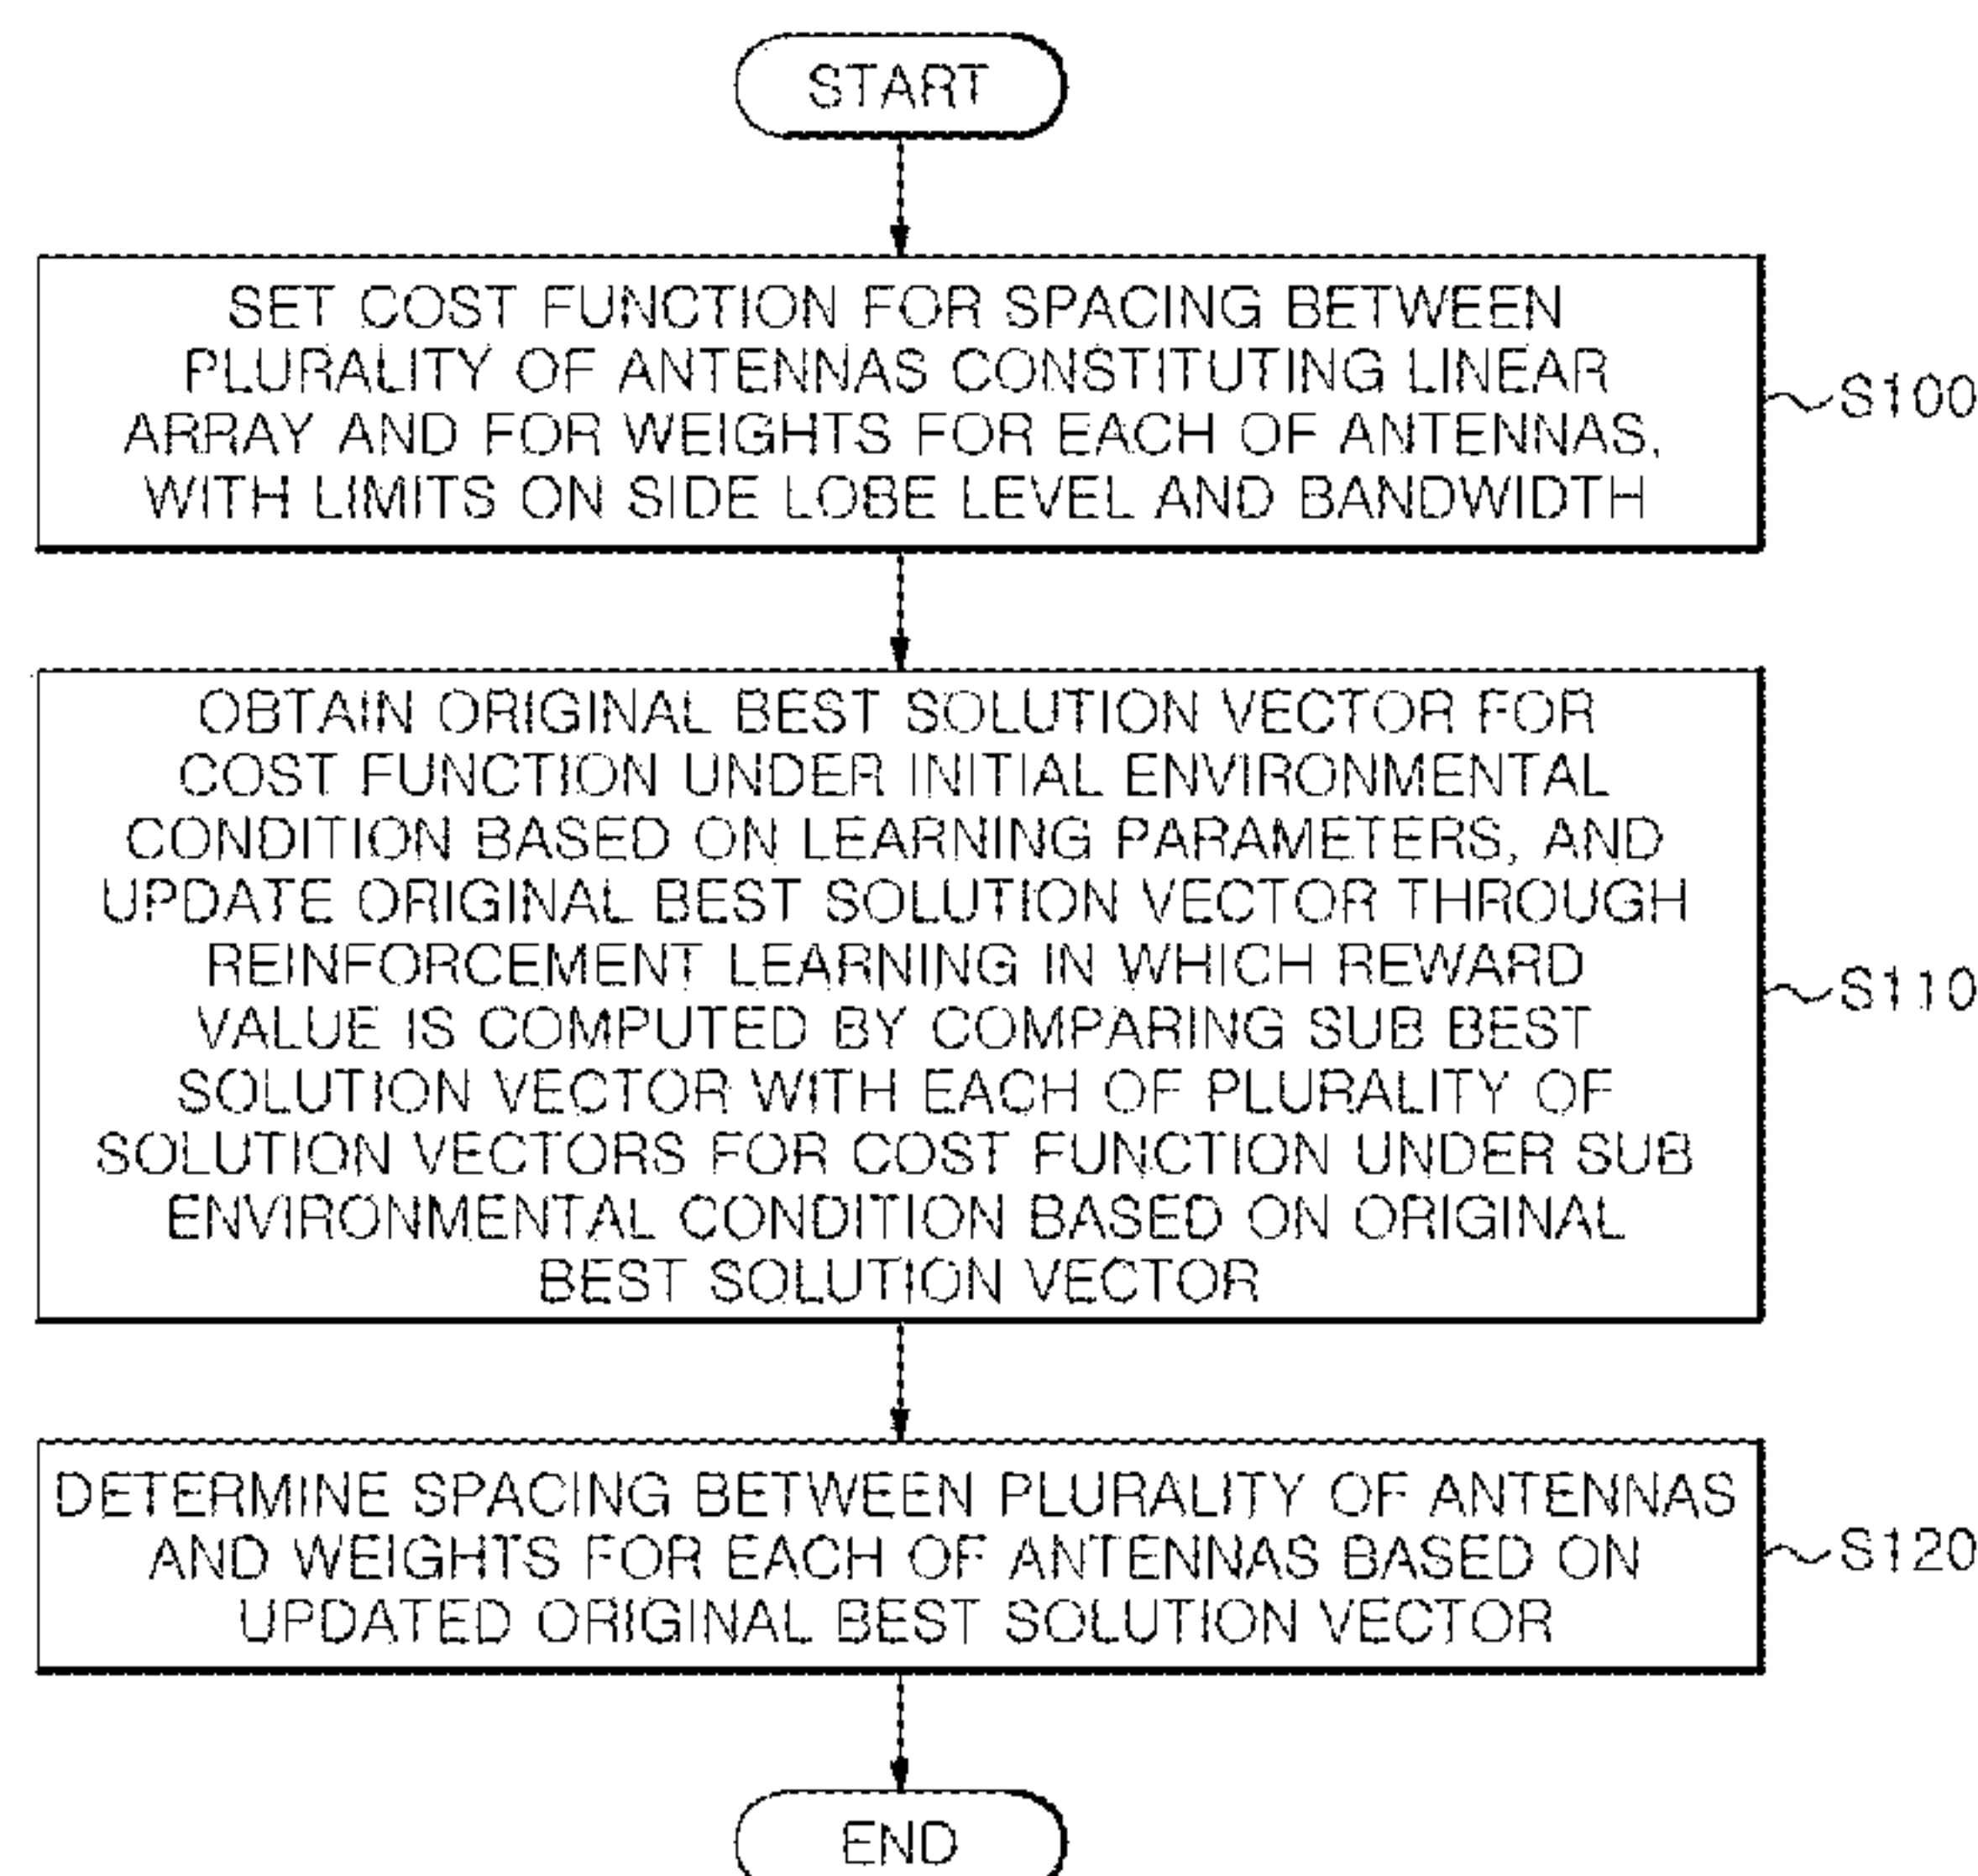 START
SET COST FUNCTION FOR SPACING BETWEEN
PLURALITY OF ANTENNAS CONSTITUTING LINEAR
ARRAY AND FOR WEIGHTS FOR EACH OF ANTENNAS,
WITH LIMITS ON SIDE LOBE LEVEL AND BANDWIDTH
S100
OBTAIN ORIGINAL BEST SOLUTION VECTOR FOR
COST FUNCTION UNDER INITIAL ENVIRONMENTAL
CONDITION BASED ON LEARNING PARAMETERS, AND
UPDATE ORIGINAL BEST SOLUTION VECTOR THROUGH
REINFORCEMENT LEARNING IN WHICH REWARD
VALUE IS COMPUTED BY COMPARING SUB BEST
SOLUTION VECTOR WITH EACH OF PLURALITY OF
SOLUTION VECTORS FOR COST FUNCTION UNDER SUB
ENVIRONMENTAL CONDITION BASED ON ORIGINAL
BEST SOLUTION VECTOR
S110
DETERMINE SPACING BETWEEN PLURALITY OF ANTENNAS
AND WEIGHTS FOR EACH OF ANTENNAS BASED ON
UPDATED ORIGINAL BEST SOLUTION VECTOR
S120
END